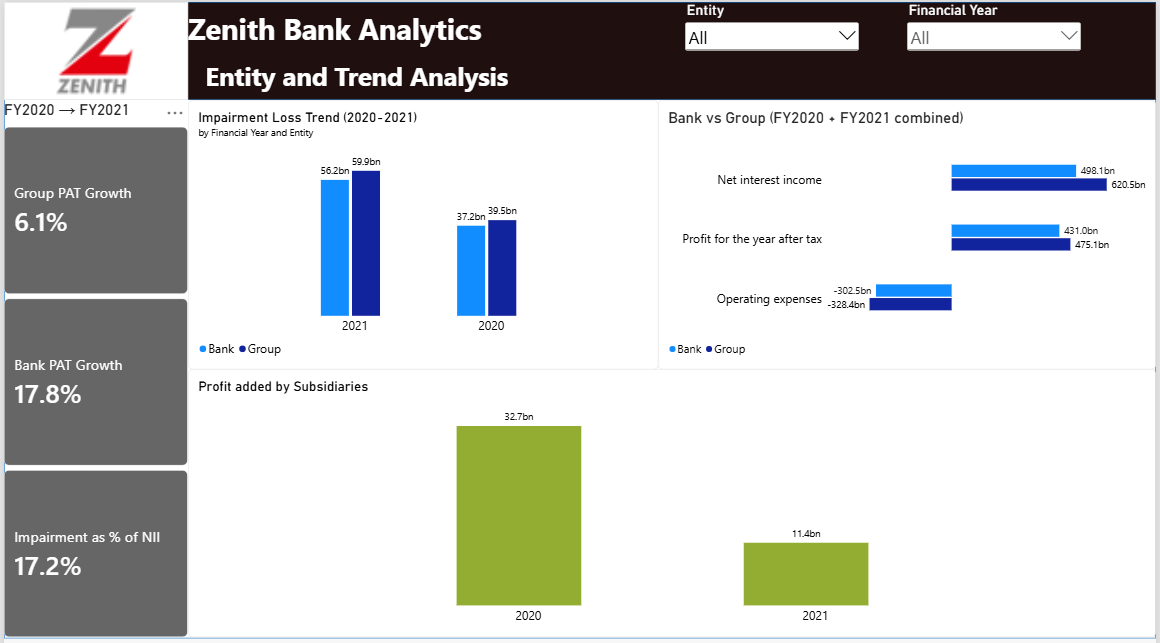 ZENITH
Zenith Bank Analytics
Entity and Trend Analysis
Entity
All
Financial Year
All
FY2020 → FY2021
...
Group PAT Growth
6.1%
Bank PAT Growth
17.8%
Impairment as % of NII
17.2%
Impairment Loss Trend (2020-2021)
by Financial Year and Entity
56.2bn
59.9bn
37.2bn
39.5bn
2021
2020
Bank Group
Bank vs Group (FY2020 + FY2021 combined)
Net interest income
498.1bn
620.5bn
Profit for the year after tax
431.0bn
475.1bn
Operating expenses
-302.5bn
-328.4bn
Bank Group
Profit added by Subsidiaries
32.7bn
11.4bn
2020
2021